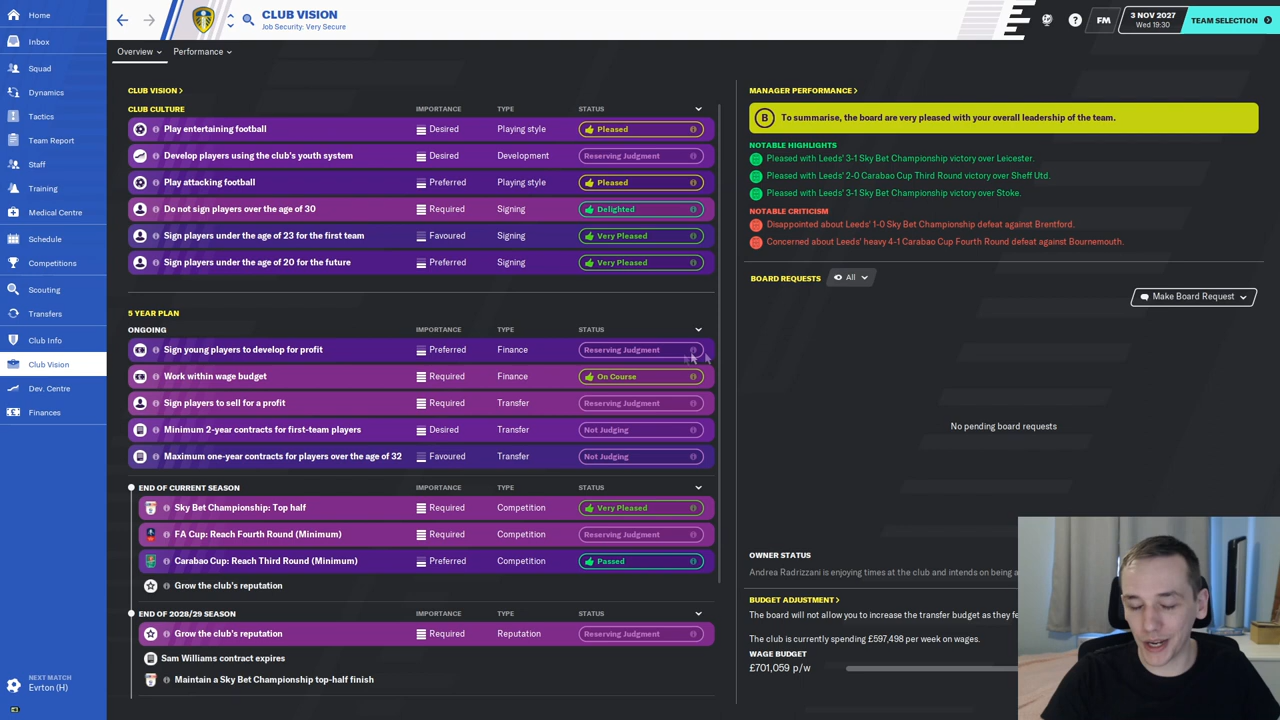 Home
Inbox
Squad
Dynamics
Tactics
Team Report
Staff
Training
Medical Centre
Schedule
Competitions
Scouting
Transfers
Club Info
Club Vision
Dev. Centre
Finances
NEXT MATCH
Evrton (H)
CLUB VISION
Job Security: Very Secure
FM
3 NOV 2027
Wed 19:30
TEAM SELECTION
Overview
Performance
CLUB VISION >
CLUB CULTURE IMPORTANCE TYPE STATUS
Play entertaining football Desired Playing style Pleased
Develop players using the club's youth system Desired Development Reserving Judgment
Play attacking football Preferred Playing style Pleased
Do not sign players over the age of 30 Required Signing Delighted
Sign players under the age of 23 for the first team Favoured Signing Very Pleased
Sign players under the age of 20 for the future Preferred Signing Very Pleased
5 YEAR PLAN
ONGOING IMPORTANCE TYPE STATUS
Sign young players to develop for profit Preferred Finance Reserving Judgment
Work within wage budget Required Finance On Course
Sign players to sell for a profit Required Transfer Reserving Judgment
Minimum 2-year contracts for first-team players Desired Transfer Not Judging
Maximum one-year contracts for players over the age of 32 Favoured Transfer Not Judging
END OF CURRENT SEASON IMPORTANCE TYPE STATUS
Sky Bet Championship: Top half Required Competition Very Pleased
FA Cup: Reach Fourth Round (Minimum) Required Competition Reserving Judgment
Carabao Cup: Reach Third Round (Minimum) Preferred Competition Passed
Grow the club's reputation
END OF 2028/29 SEASON IMPORTANCE TYPE STATUS
Grow the club's reputation Required Reputation Reserving Judgment
Sam Williams contract expires
Maintain a Sky Bet Championship top-half finish
MANAGER PERFORMANCE >
B To summarise, the board are very pleased with your overall leadership of the team.
NOTABLE HIGHLIGHTS
Pleased with Leeds' 3-1 Sky Bet Championship victory over Leicester.
Pleased with Leeds' 2-0 Carabao Cup Third Round victory over Sheff Utd.
Pleased with Leeds' 3-1 Sky Bet Championship victory over Stoke.
NOTABLE CRITICISM
Disappointed about Leeds' 1-0 Sky Bet Championship defeat against Brentford.
Concerned about Leeds' heavy 4-1 Carabao Cup Fourth Round defeat against Bournemouth.
BOARD REQUESTS All
Make Board Request
No pending board requests
OWNER STATUS
Andrea Radrizzani is enjoying times at the club and intends on being a
BUDGET ADJUSTMENT >
The board will not allow you to increase the transfer budget as they fe
The club is currently spending £597,498 per week on wages.
WAGE BUDGET
£701,059 p/w